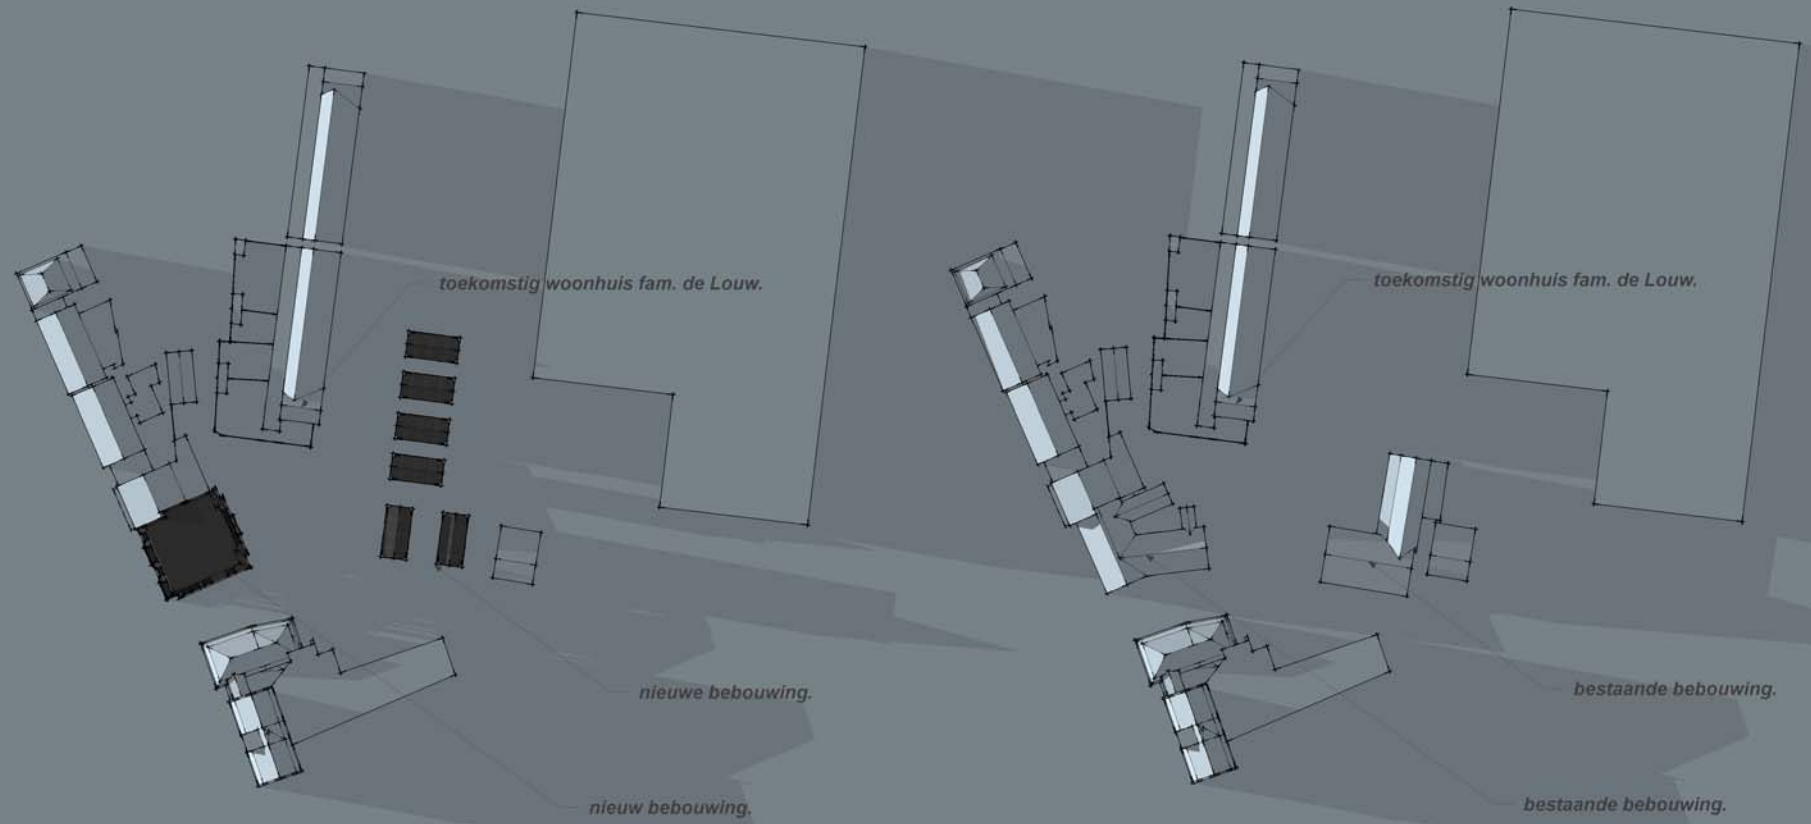 toekomstig woonhuis fam. de Louw.
nieuwe bebouwing.
nieuw bebouwing.
toekomstig woonhuis fam. de Louw.
bestaande bebouwing.
bestaande bebouwing.